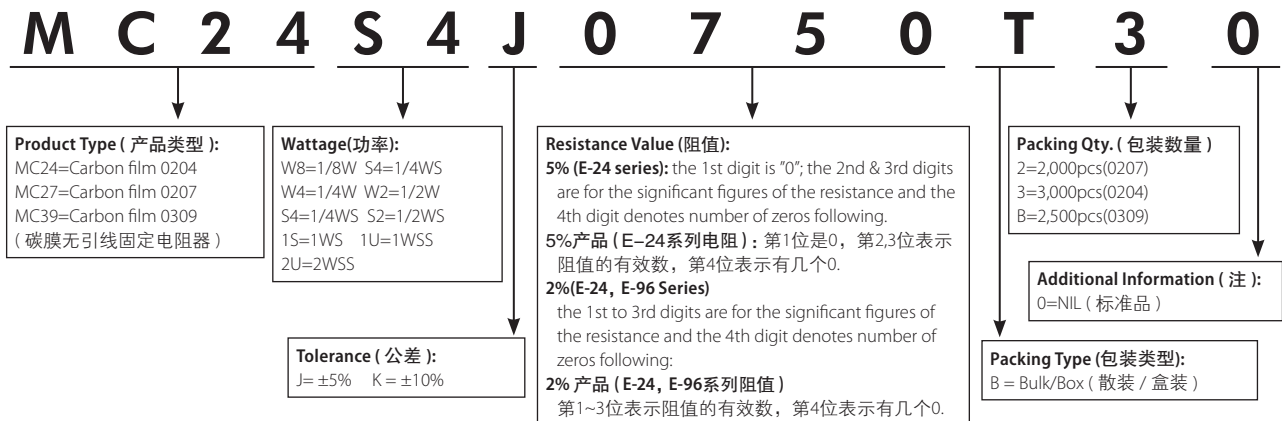 M C 2 4 S 4 J 0 7 5 0 T 3 0
Product Type ( 产品类型 ):
MC24=Carbon film 0204
MC27=Carbon film 0207
MC39=Carbon film 0309
( 碳膜无引线固定电阻器 )
Wattage(功率):
W8=1/8W S4=1/4WS
W4=1/4W W2=1/2W
S4=1/4WS S2=1/2WS
1S=1WS 1U=1WSS
2U=2WSS
Tolerance ( 公差 ):
J= ±5% K = ±10%
Resistance Value (阻值):
5% (E-24 series): the 1st digit is "0"; the 2nd & 3rd digits
are for the significant figures of the resistance and the
4th digit denotes number of zeros following.
5%产品 ( E–24系列电阻 ) : 第1位是0，第2,3位表示
阻值的有效数，第4位表示有几个0.
2%(E-24, E-96 Series)
the 1st to 3rd digits are for the significant figures of
the resistance and the 4th digit denotes number of
zeros following:
2% 产品 ( E-24, E-96系列阻值 )
第1~3位表示阻值的有效数，第4位表示有几个0.
Packing Qty. ( 包装数量 )
2=2,000pcs(0207)
3=3,000pcs(0204)
B=2,500pcs(0309)
Additional Information ( 注 ):
0=NIL ( 标准品 )
Packing Type (包装类型):
B = Bulk/Box ( 散装 / 盒装 )